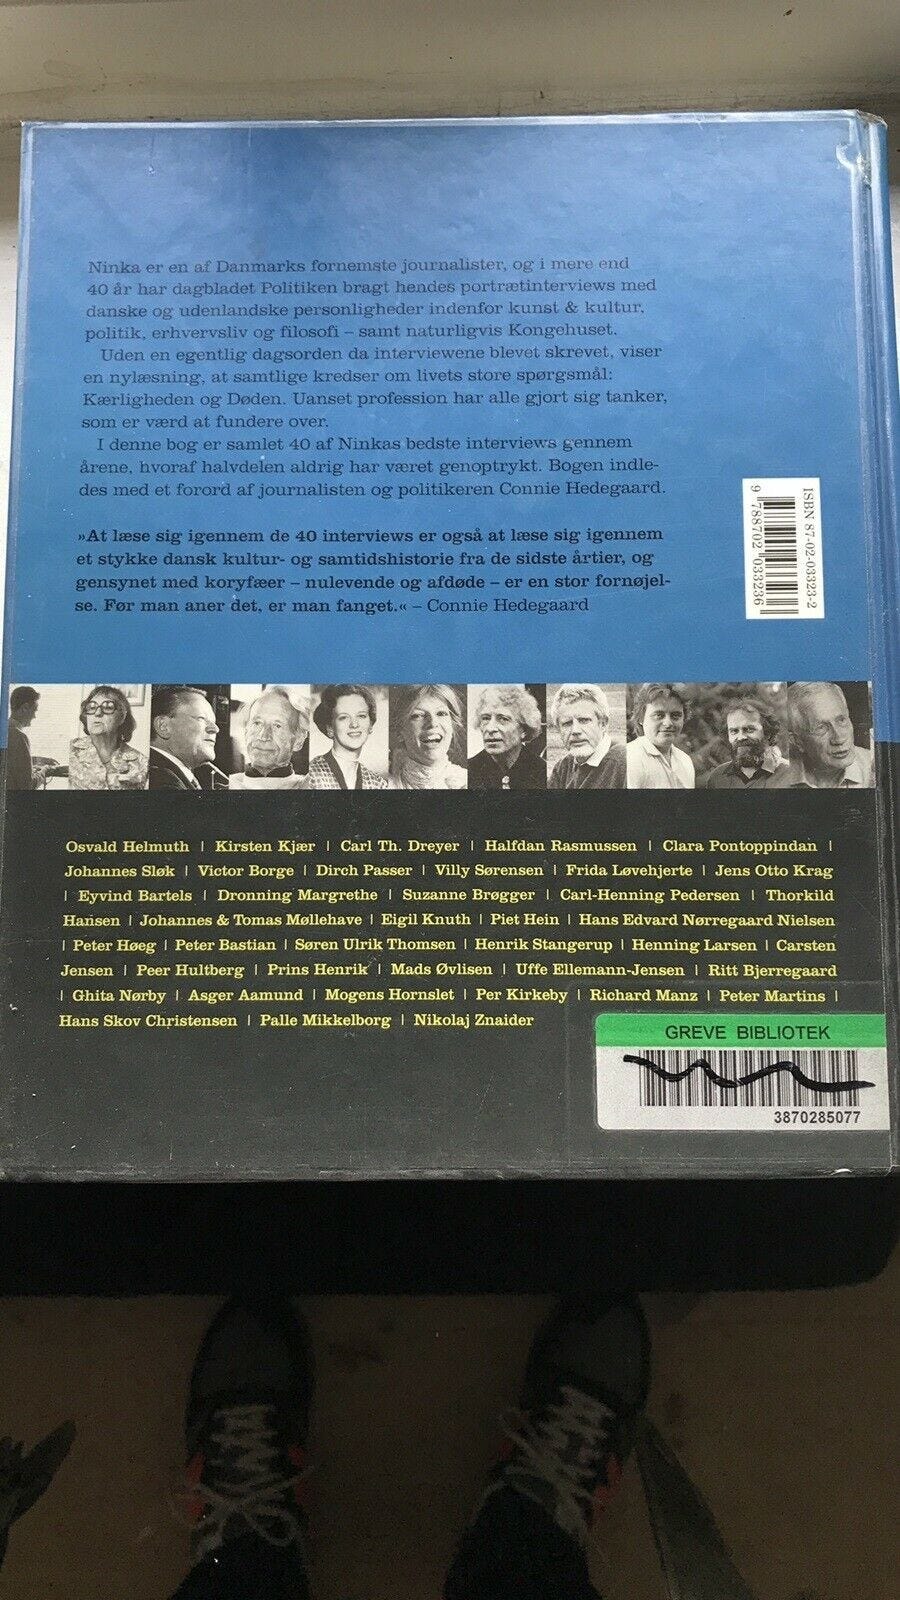 Ninka er en af Danmarks fornemste journalister, og i mere end
40 år har dagbladet Politiken bragt hendes portrætinterviews med
danske og udenlandske personligheder indenfor kunst & kultur,
politik, erhvervsliv og filosofi – samt naturligvis Kongehuset.
Uden en egentlig dagsorden da interviewene blevet skrevet, viser
en nylæsning, at samtlige kredser om livets store spørgsmål:
Kærligheden og Døden. Uanset profession har alle gjort sig tanker,
som er værd at fundere over.
I denne bog er samlet 40 af Ninkas bedste interviews gennem
årene, hvoraf halvdelen aldrig har været genoptrykt. Bogen indle-
des med et forord af journalisten og politikeren Connie Hedegaard.
»At læse sig igennem de 40 interviews er også at læse sig igennem
et stykke dansk kultur- og samtidshistorie fra de sidste årtier, og
gensynet med koryfæer – nulevende og afdøde – er en stor fornøjel-
se. Før man aner det, er man fanget.« – Connie Hedegaard
ISBN 87-02-03323-2
9 788702 033236
Osvald Helmuth | Kirsten Kjær | Carl Th. Dreyer | Halfdan Rasmussen | Clara Pontoppindan |
Johannes Sløk | Victor Borge | Dirch Passer | Villy Sørensen | Frida Løvehjerte | Jens Otto Krag
| Eyvind Bartels | Dronning Margrethe | Suzanne Brøgger | Carl-Henning Pedersen | Thorkild
Hansen | Johannes & Tomas Møllehave | Eigil Knuth | Piet Hein | Hans Edvard Nørregaard Nielsen
| Peter Høeg | Peter Bastian | Søren Ulrik Thomsen | Henrik Stangerup | Henning Larsen | Carsten
Jensen | Peer Hultberg | Prins Henrik | Mads Øvlisen | Uffe Ellemann-Jensen | Ritt Bjerregaard
| Ghita Nørby | Asger Aamund | Mogens Hornslet | Per Kirkeby | Richard Manz | Peter Martins |
Hans Skov Christensen | Palle Mikkelborg | Nikolaj Znaider
GREVE BIBLIOTEK
3870285077